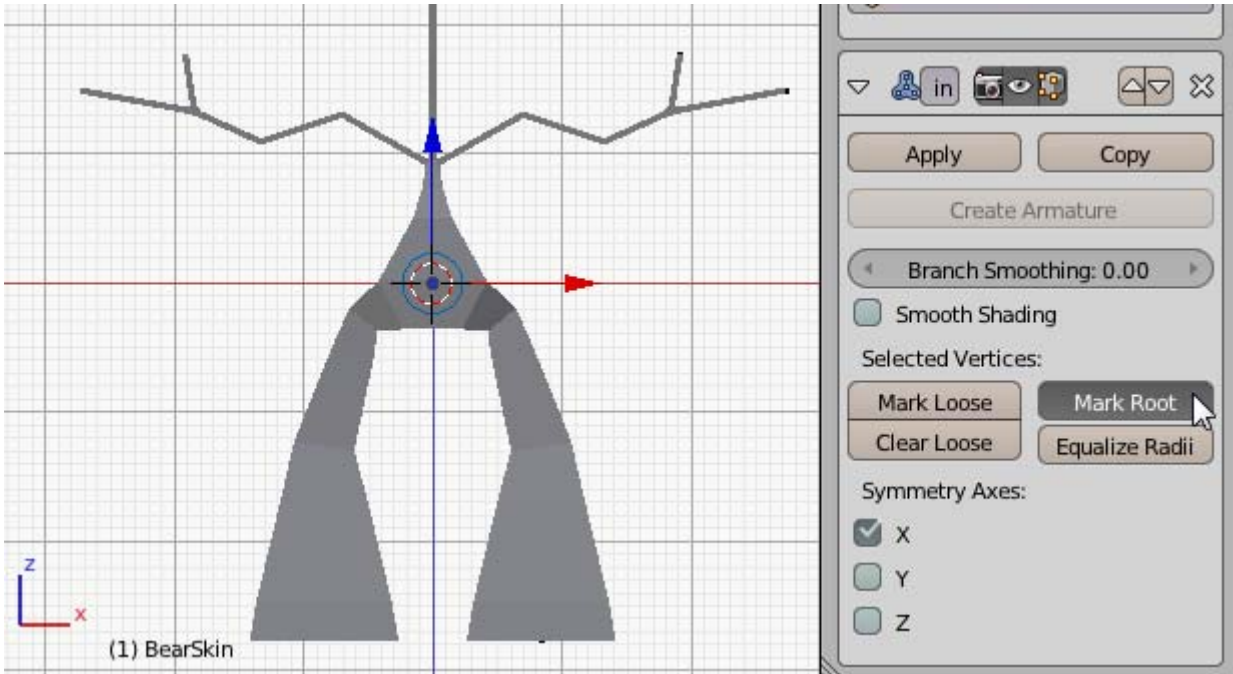 in
Apply Copy
Create Armature
Branch Smoothing: 0.00
Smooth Shading
Selected Vertices:
Mark Loose Mark Root
Clear Loose Equalize Radii
Symmetry Axes:
X
Y
Z
z
x
(1) BearSkin